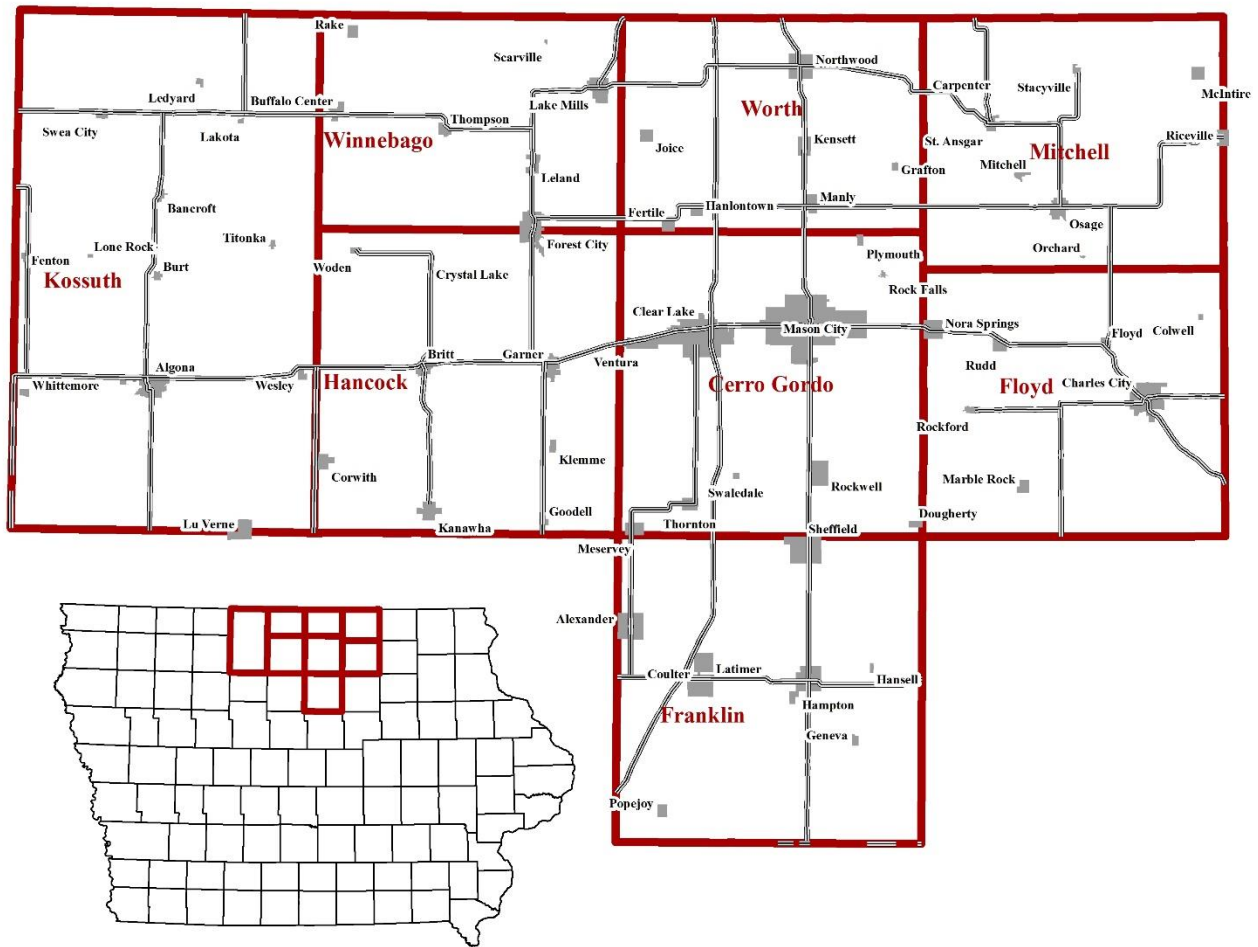 Rake
Scarville
Northwood
Ledyard
Buffalo Center
Lake Mills
Worth
Carpenter
Stacyville
McIntire
Swea City
Lakota
Winnebago
Thompson
Joice
Kensett
St. Ansgar
Mitchell
Riceville
Leland
Grafton
Mitchell
Bancroft
Fertile
Hanlontown
Manly
Osage
Lone Rock
Titonka
Forest City
Plymouth
Orchard
Fenton
Kossuth
Burt
Woden
Crystal Lake
Rock Falls
Clear Lake
Mason City
Nora Springs
Floyd
Colwell
Whittemore
Algona
Wesley
Hancock
Britt
Garner
Ventura
Cerro Gordo
Rudd
Floyd
Charles City
Rockford
Corwith
Klemme
Swaledale
Rockwell
Marble Rock
Lu Verne
Kanawha
Goodell
Thornton
Sheffield
Dougherty
Meservey
Alexander
Coulter
Latimer
Hansell
Franklin
Hampton
Geneva
Popejoy